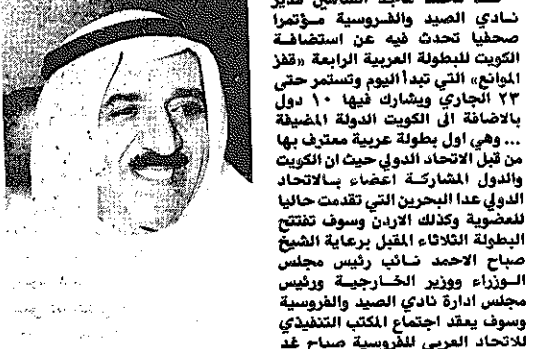 نادي الصيد والفروسية مؤتمرا
صحفيا تحدث فيه عن استضافة
الكويت للبطولة العربية الرابعة «قفز
الموانع» التي تبدأ اليوم وتستمر حتى
٢٣ الجاري ويشارك فيها ١٠ دول
بالاضافة الى الكويت الدولة المضيفة
... وهي اول بطولة عربية معترف بها
من قبل الاتحاد الدولي حيث ان الكويت
والدول المشاركة اعضاء بالاتحاد
الدولي عدا البحرين التي تقدمت حاليا
للعضوية وكذلك الاردن وسوف تفتتح
البطولة الثلاثاء المقبل برعاية الشيخ
صباح الاحمد نائب رئيس مجلس
الوزراء ووزير الخارجية ورئيس
مجلس ادارة نادي الصيد والفروسية
وسوف يعقد اجتماع المكتب التنفيذي
للاتحاد العربي للفروسية صباح غد